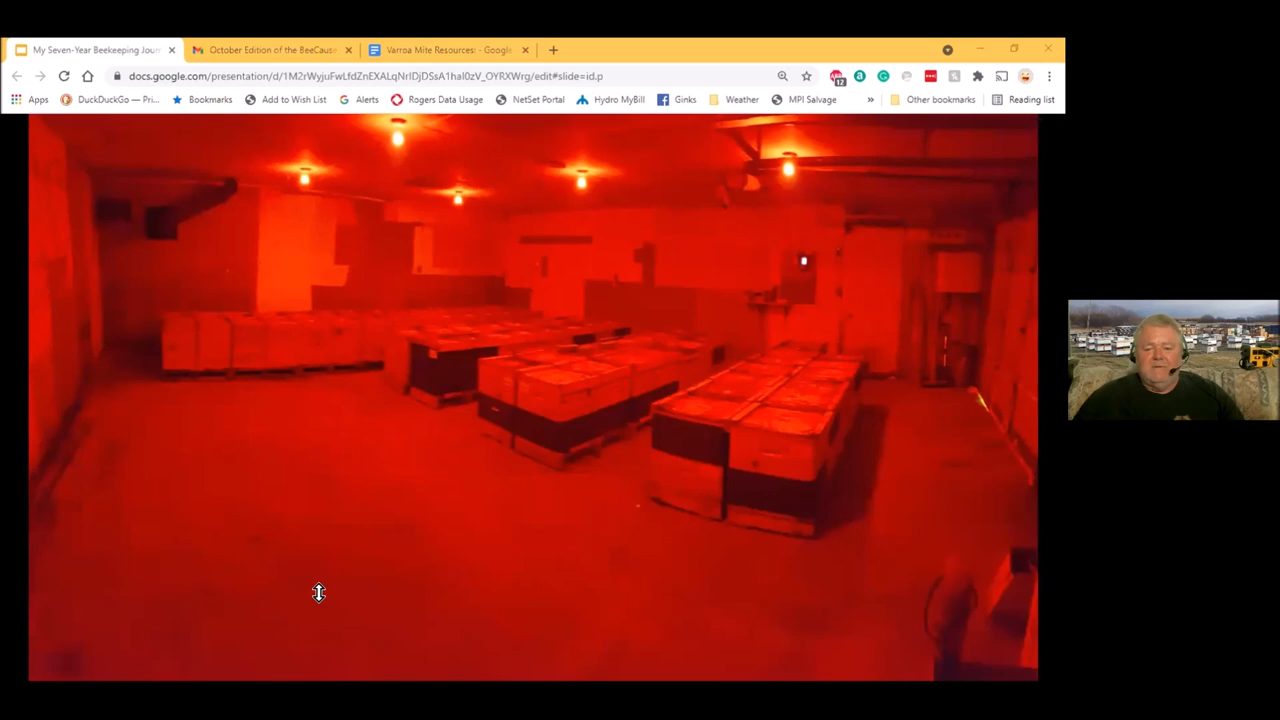 My Seven-Year Beekeeping Jour
October Edition of the BeeCause
Varroa Mite Resources: - Google
docs.google.com/presentation/d/1M2rWyjuFwLfdZnEXALqNrIDjDSsA1hal0zV_OYRXWrg/edit#slide=id.p
12
Apps
DuckDuckGo — Pri...
Bookmarks
Add to Wish List
Alerts
Rogers Data Usage
NetSet Portal
Hydro MyBill
Ginks
Weather
MPI Salvage
»
Other bookmarks
Reading list